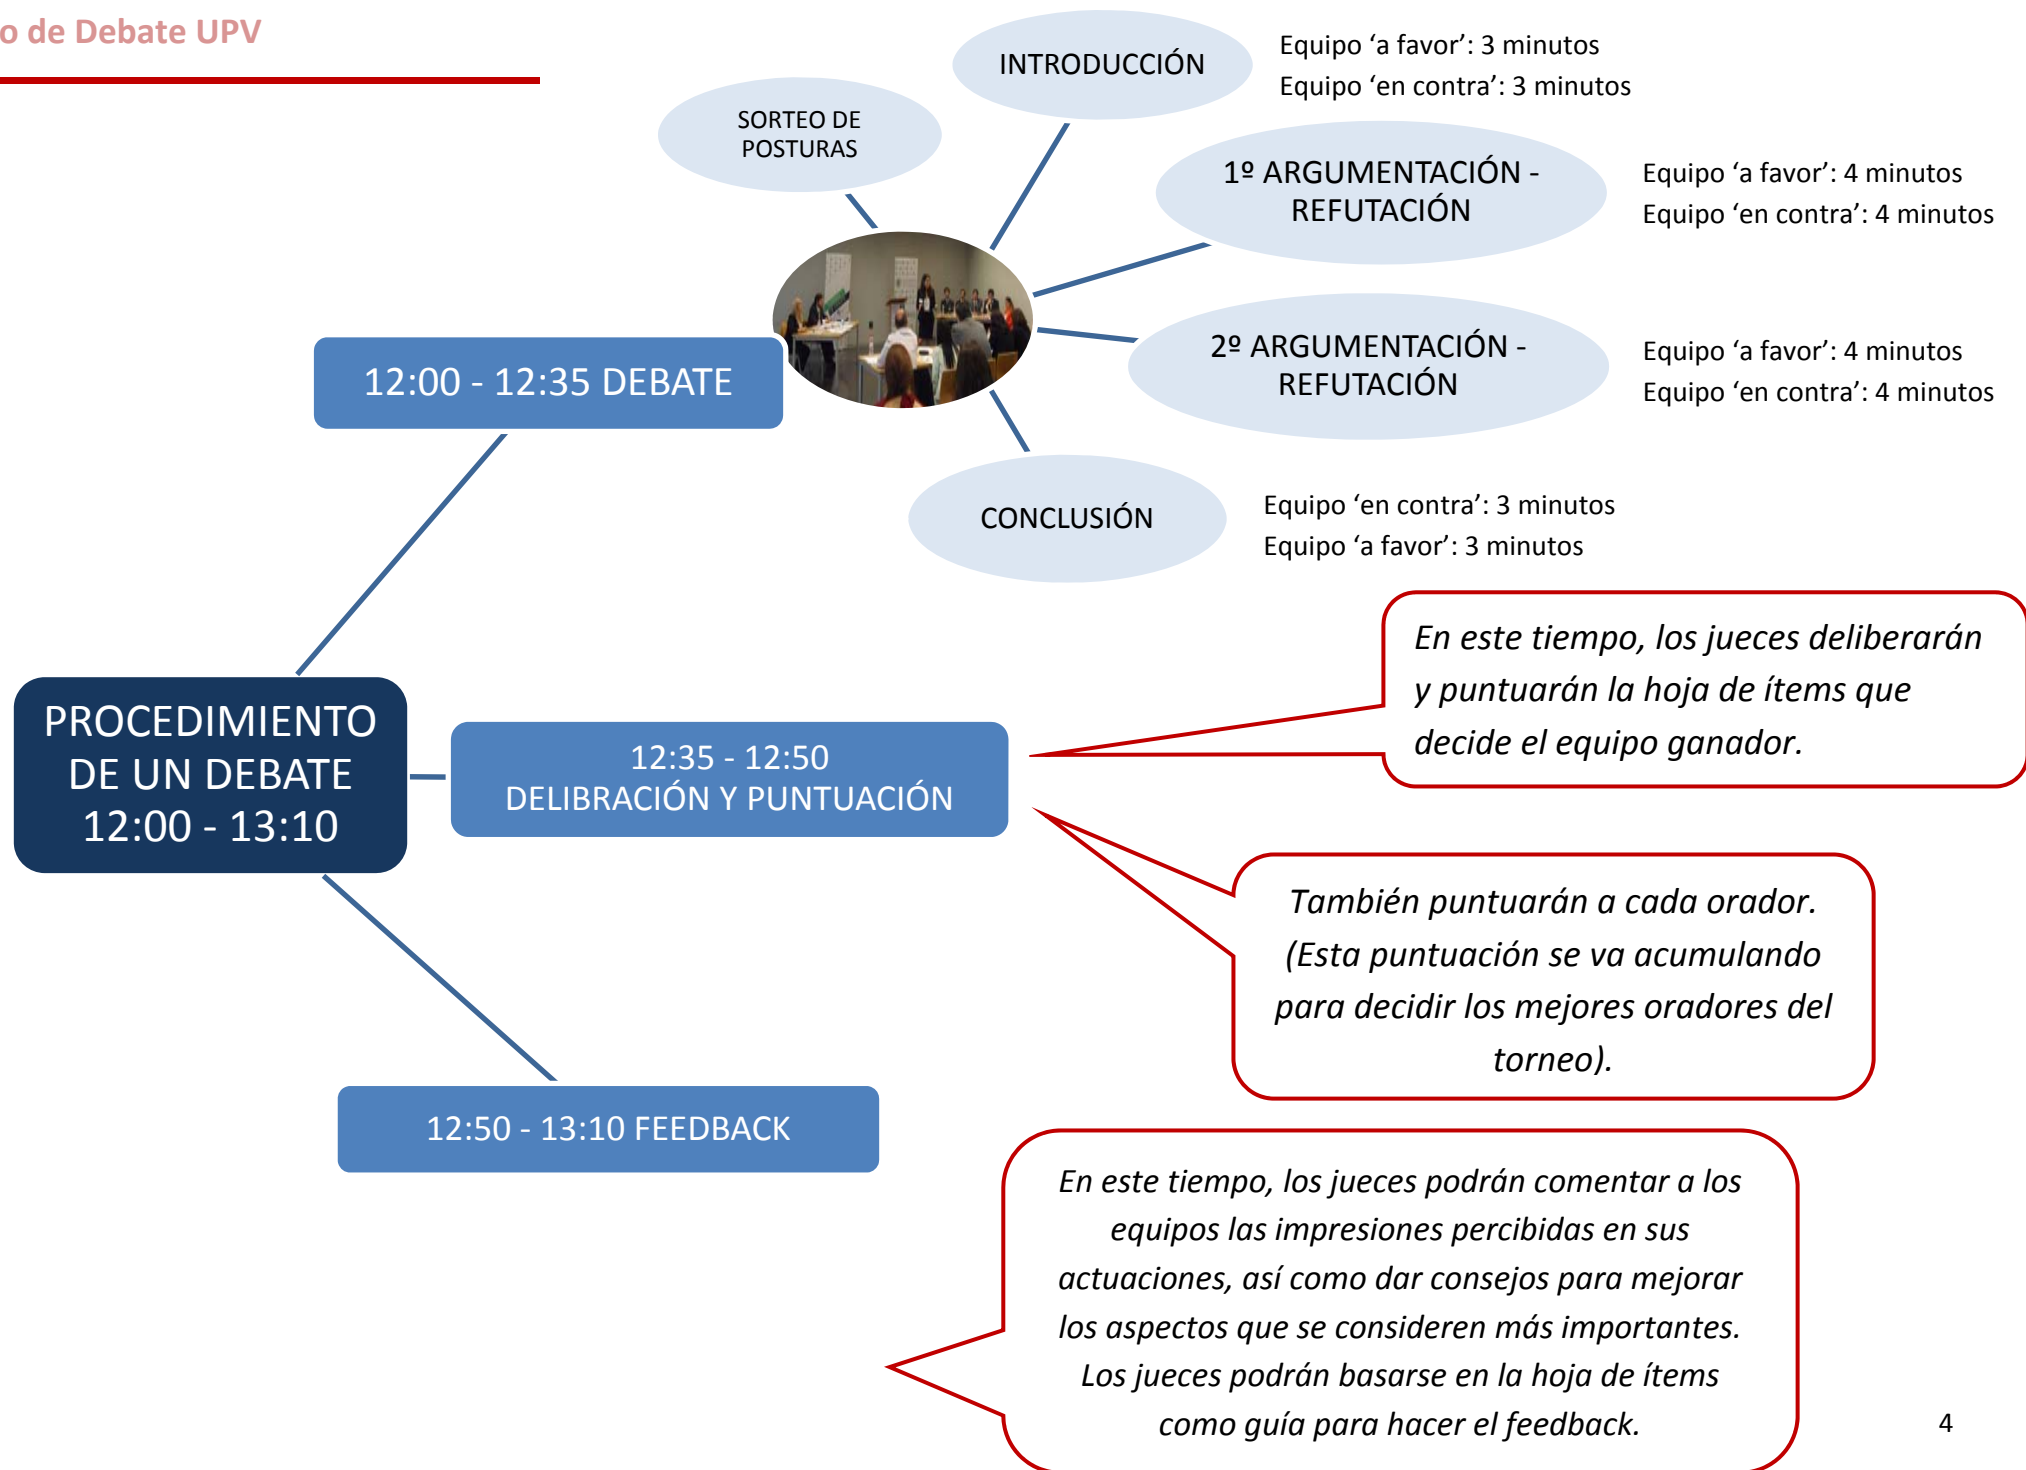 o de Debate UPV
SORTEO DE
POSTURAS
INTRODUCCIÓN
Equipo ‘a favor’: 3 minutos
Equipo ‘en contra’: 3 minutos
1º ARGUMENTACIÓN -
REFUTACIÓN
Equipo ‘a favor’: 4 minutos
Equipo ‘en contra’: 4 minutos
2º ARGUMENTACIÓN -
REFUTACIÓN
Equipo ‘a favor’: 4 minutos
Equipo ‘en contra’: 4 minutos
CONCLUSIÓN
Equipo ‘en contra’: 3 minutos
Equipo ‘a favor’: 3 minutos
12:00 - 12:35 DEBATE
PROCEDIMIENTO
DE UN DEBATE
12:00 - 13:10
12:35 - 12:50
DELIBRACIÓN Y PUNTUACIÓN
En este tiempo, los jueces deliberarán
y puntuarán la hoja de ítems que
decide el equipo ganador.
También puntuarán a cada orador.
(Esta puntuación se va acumulando
para decidir los mejores oradores del
torneo).
12:50 - 13:10 FEEDBACK
En este tiempo, los jueces podrán comentar a los
equipos las impresiones percibidas en sus
actuaciones, así como dar consejos para mejorar
los aspectos que se consideren más importantes.
Los jueces podrán basarse en la hoja de ítems
como guía para hacer el feedback.
4